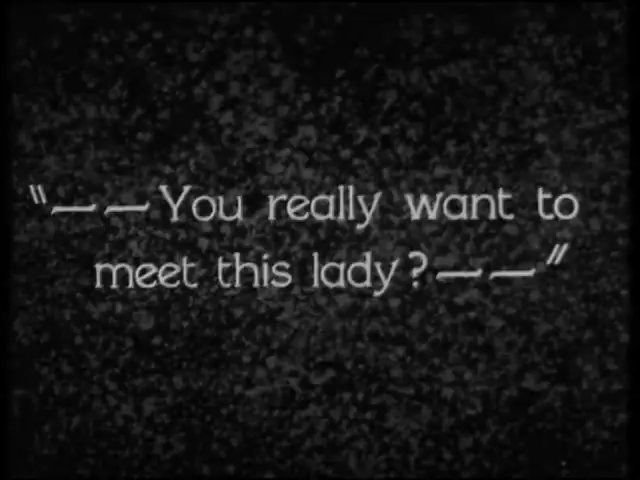 "— — You really want to
meet this lady? — —"